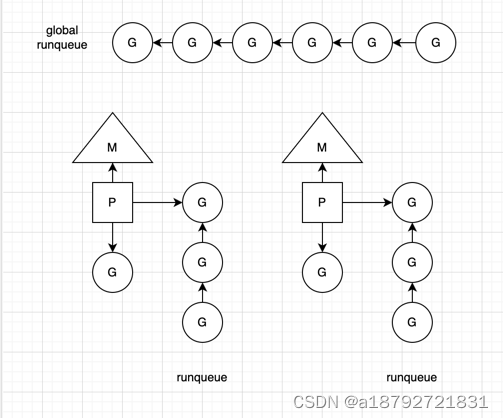 global
runqueue
G G G G G G
M M
P G P G
G G G G
G G
runqueue runqueue
CSDN @a18792721831